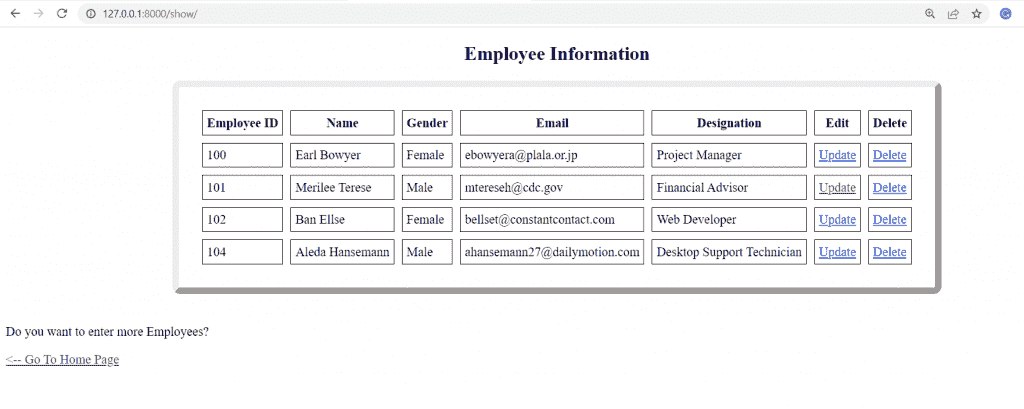 127.0.0.1:8000/show/
Employee Information
Employee ID Name Gender Email Designation Edit Delete
100 Earl Bowyer Female ebowyera@plala.or.jp Project Manager Update Delete
101 Merilee Terese Male mtereseh@cdc.gov Financial Advisor Update Delete
102 Ban Ellse Female bellset@constantcontact.com Web Developer Update Delete
104 Aleda Hansemann Male ahansemann27@dailymotion.com Desktop Support Technician Update Delete
Do you want to enter more Employees?
<-- Go To Home Page